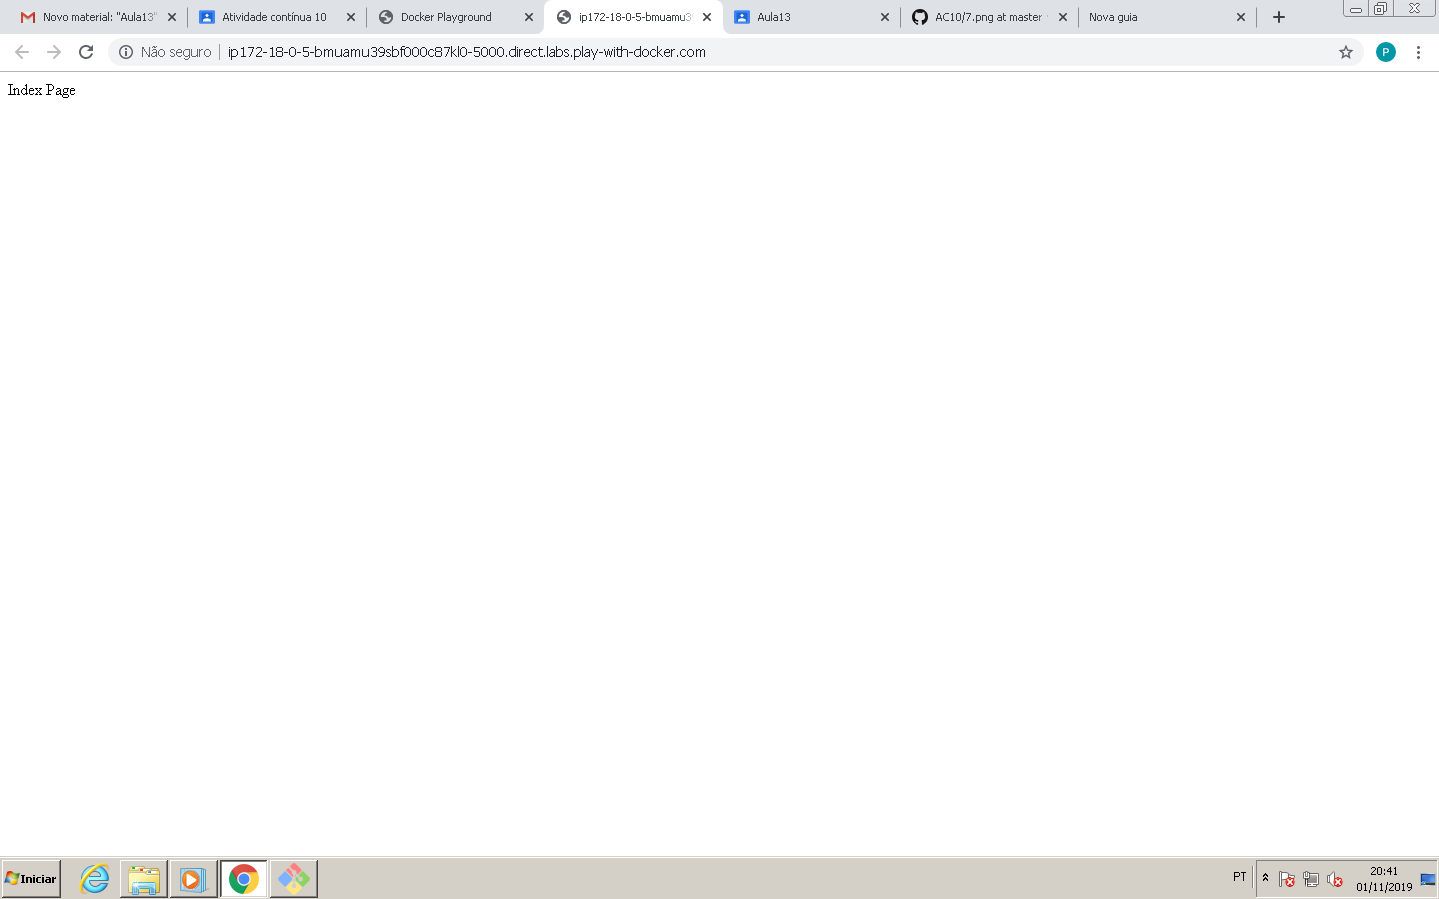 Novo material: "Aula13"
Atividade contínua 10
Docker Playground
ip172-18-0-5-bmuamu39
Aula13
AC10/7.png at master
Nova guia
Não seguro
ip172-18-0-5-bmuamu39sbf000c87kl0-5000.direct.labs.play-with-docker.com
P
Index Page
Iniciar
PT
20:41
01/11/2019